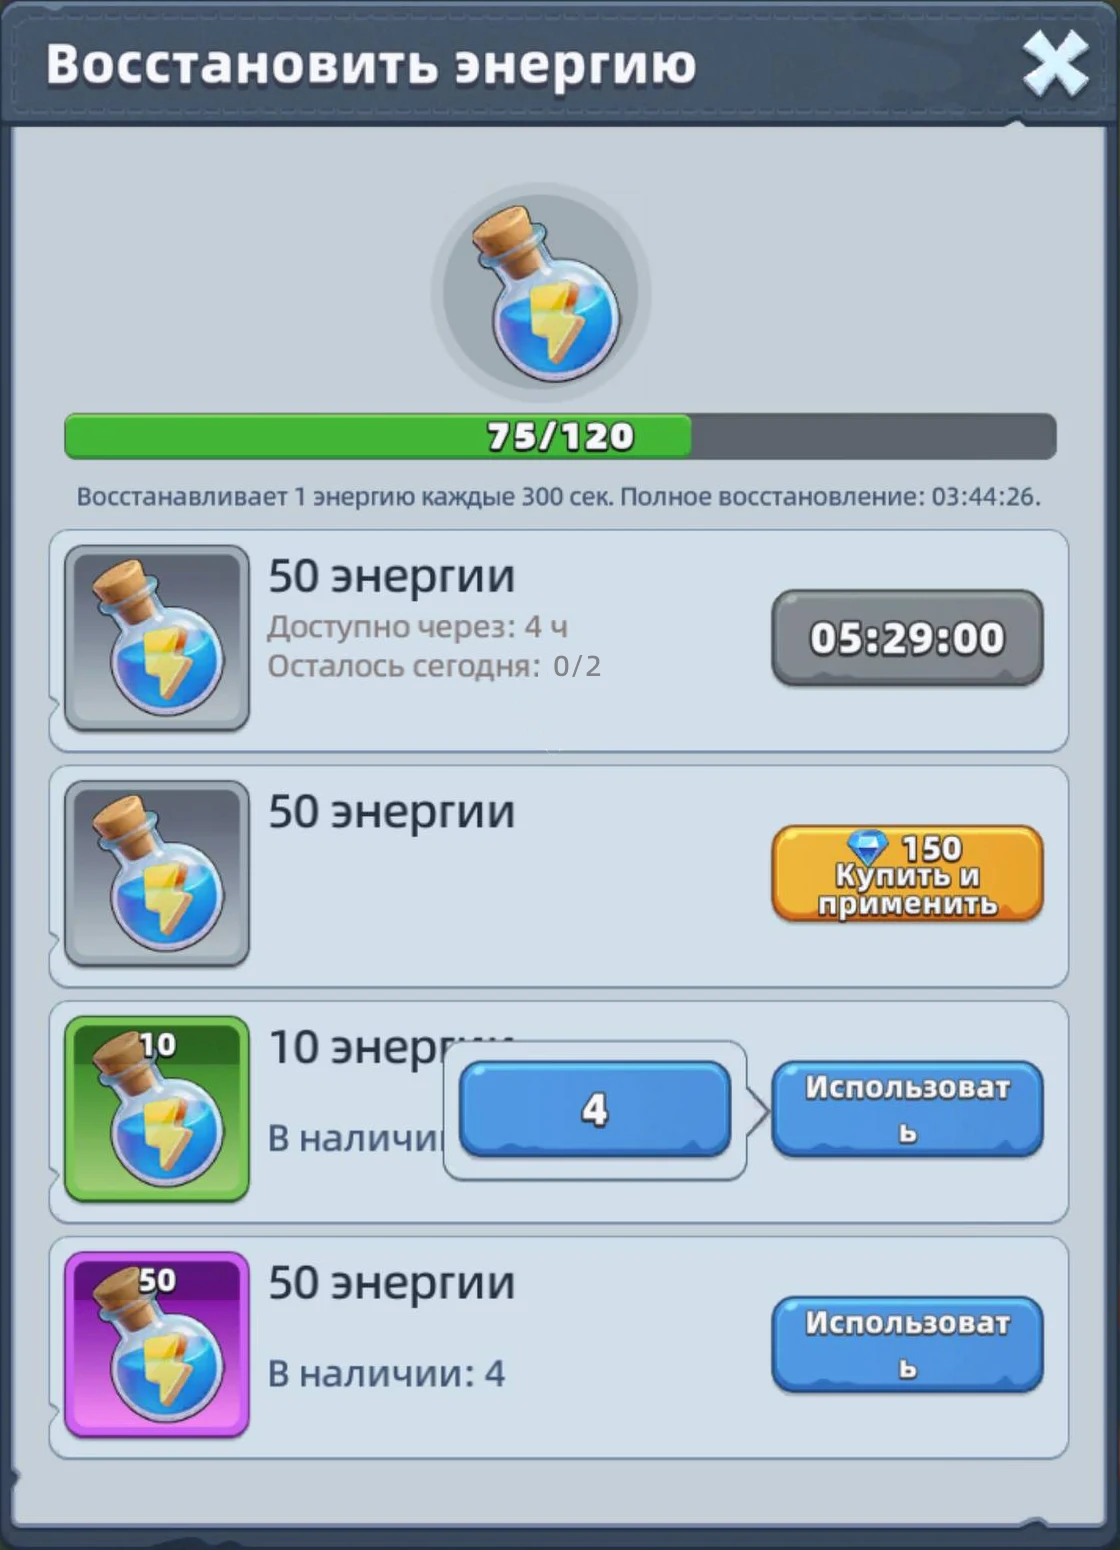 Восстановить энергию
75/120
Восстанавливает 1 энергию каждые 300 сек. Полное восстановление: 03:44:26.
50 энергии
Доступно через: 4 ч
Осталось сегодня: 0/2
05:29:00
50 энергии
150
Купить и
применить
10
10
В
4
Использоват
ь
50
50 энергии
В наличии: 4
Использоват
ь